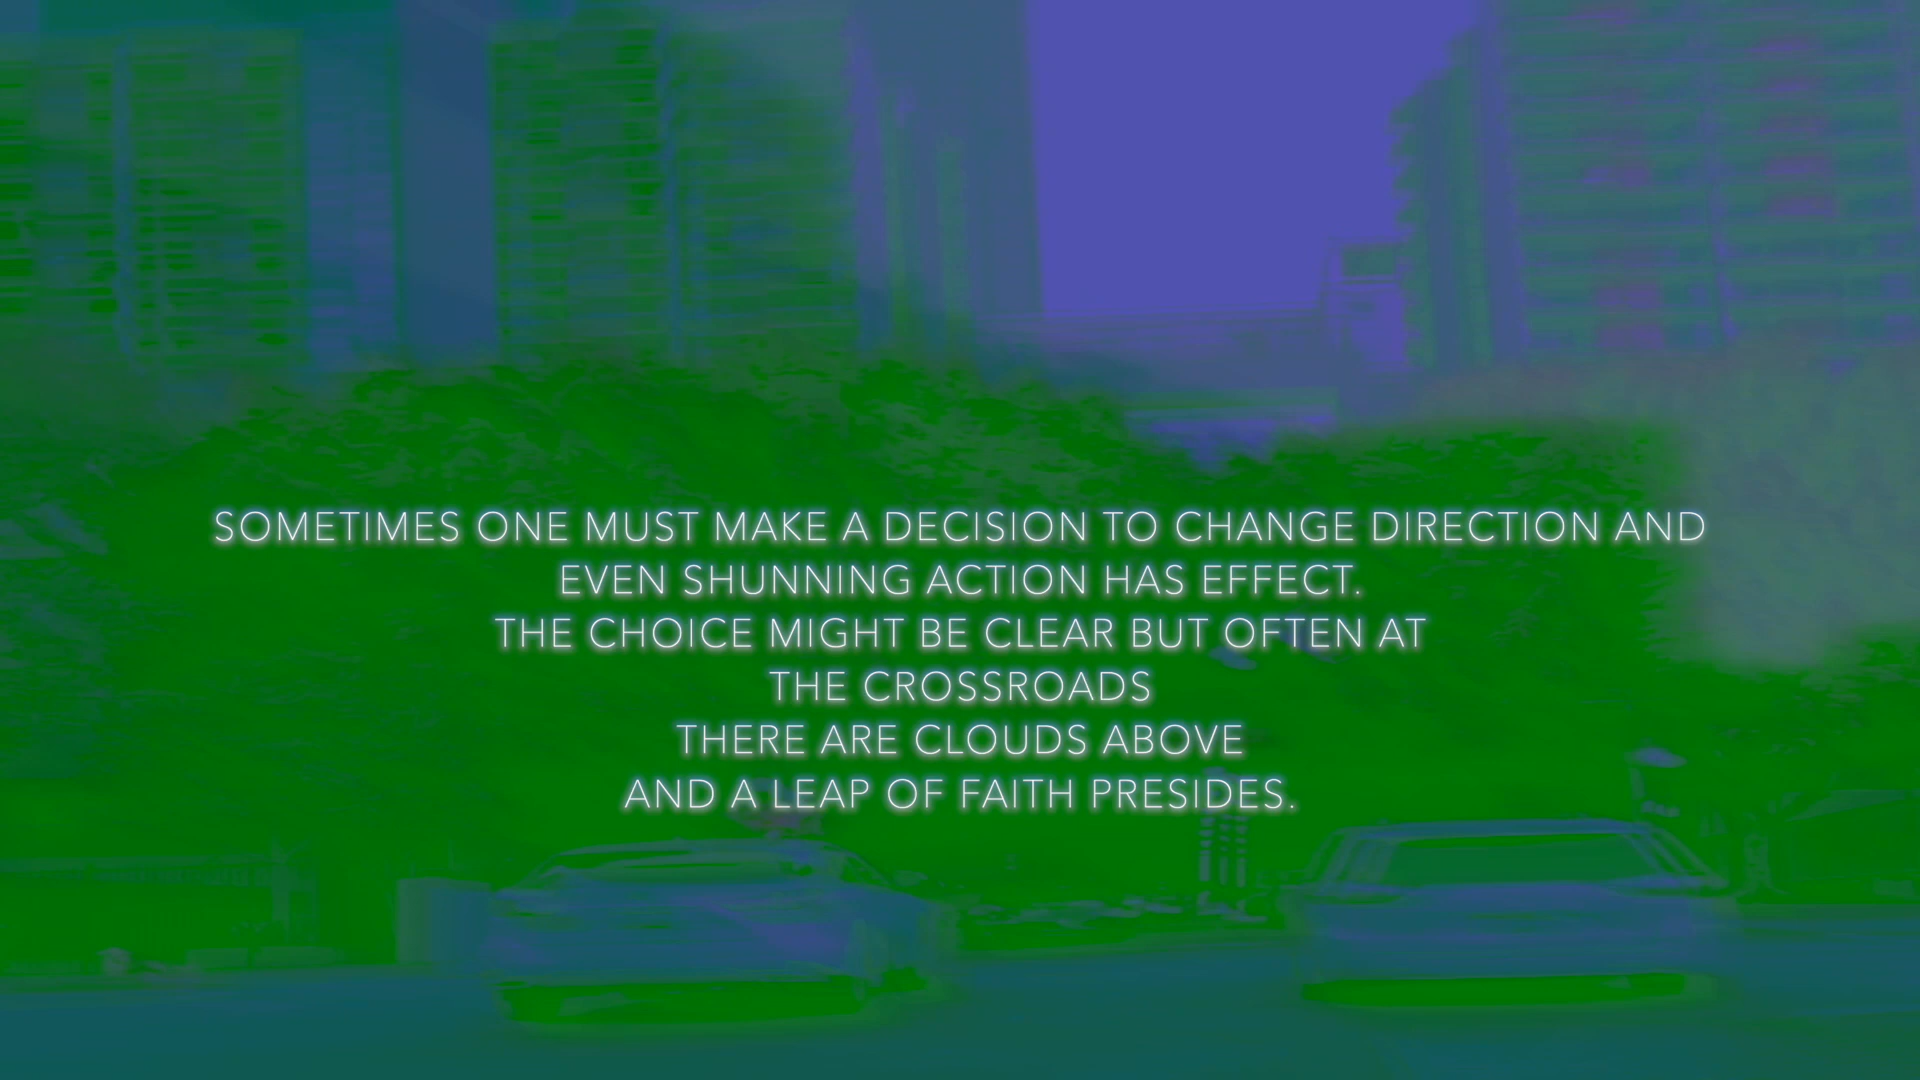 SOMETIMES ONE MUST MAKE A DECISION TO CHANGE DIRECTION AND
EVEN SHUNNING ACTION HAS EFFECT.
THE CHOICE MIGHT BE CLEAR BUT OFTEN AT
THE CROSSROADS
THERE ARE CLOUDS ABOVE
AND A LEAP OF FAITH PRESIDES.